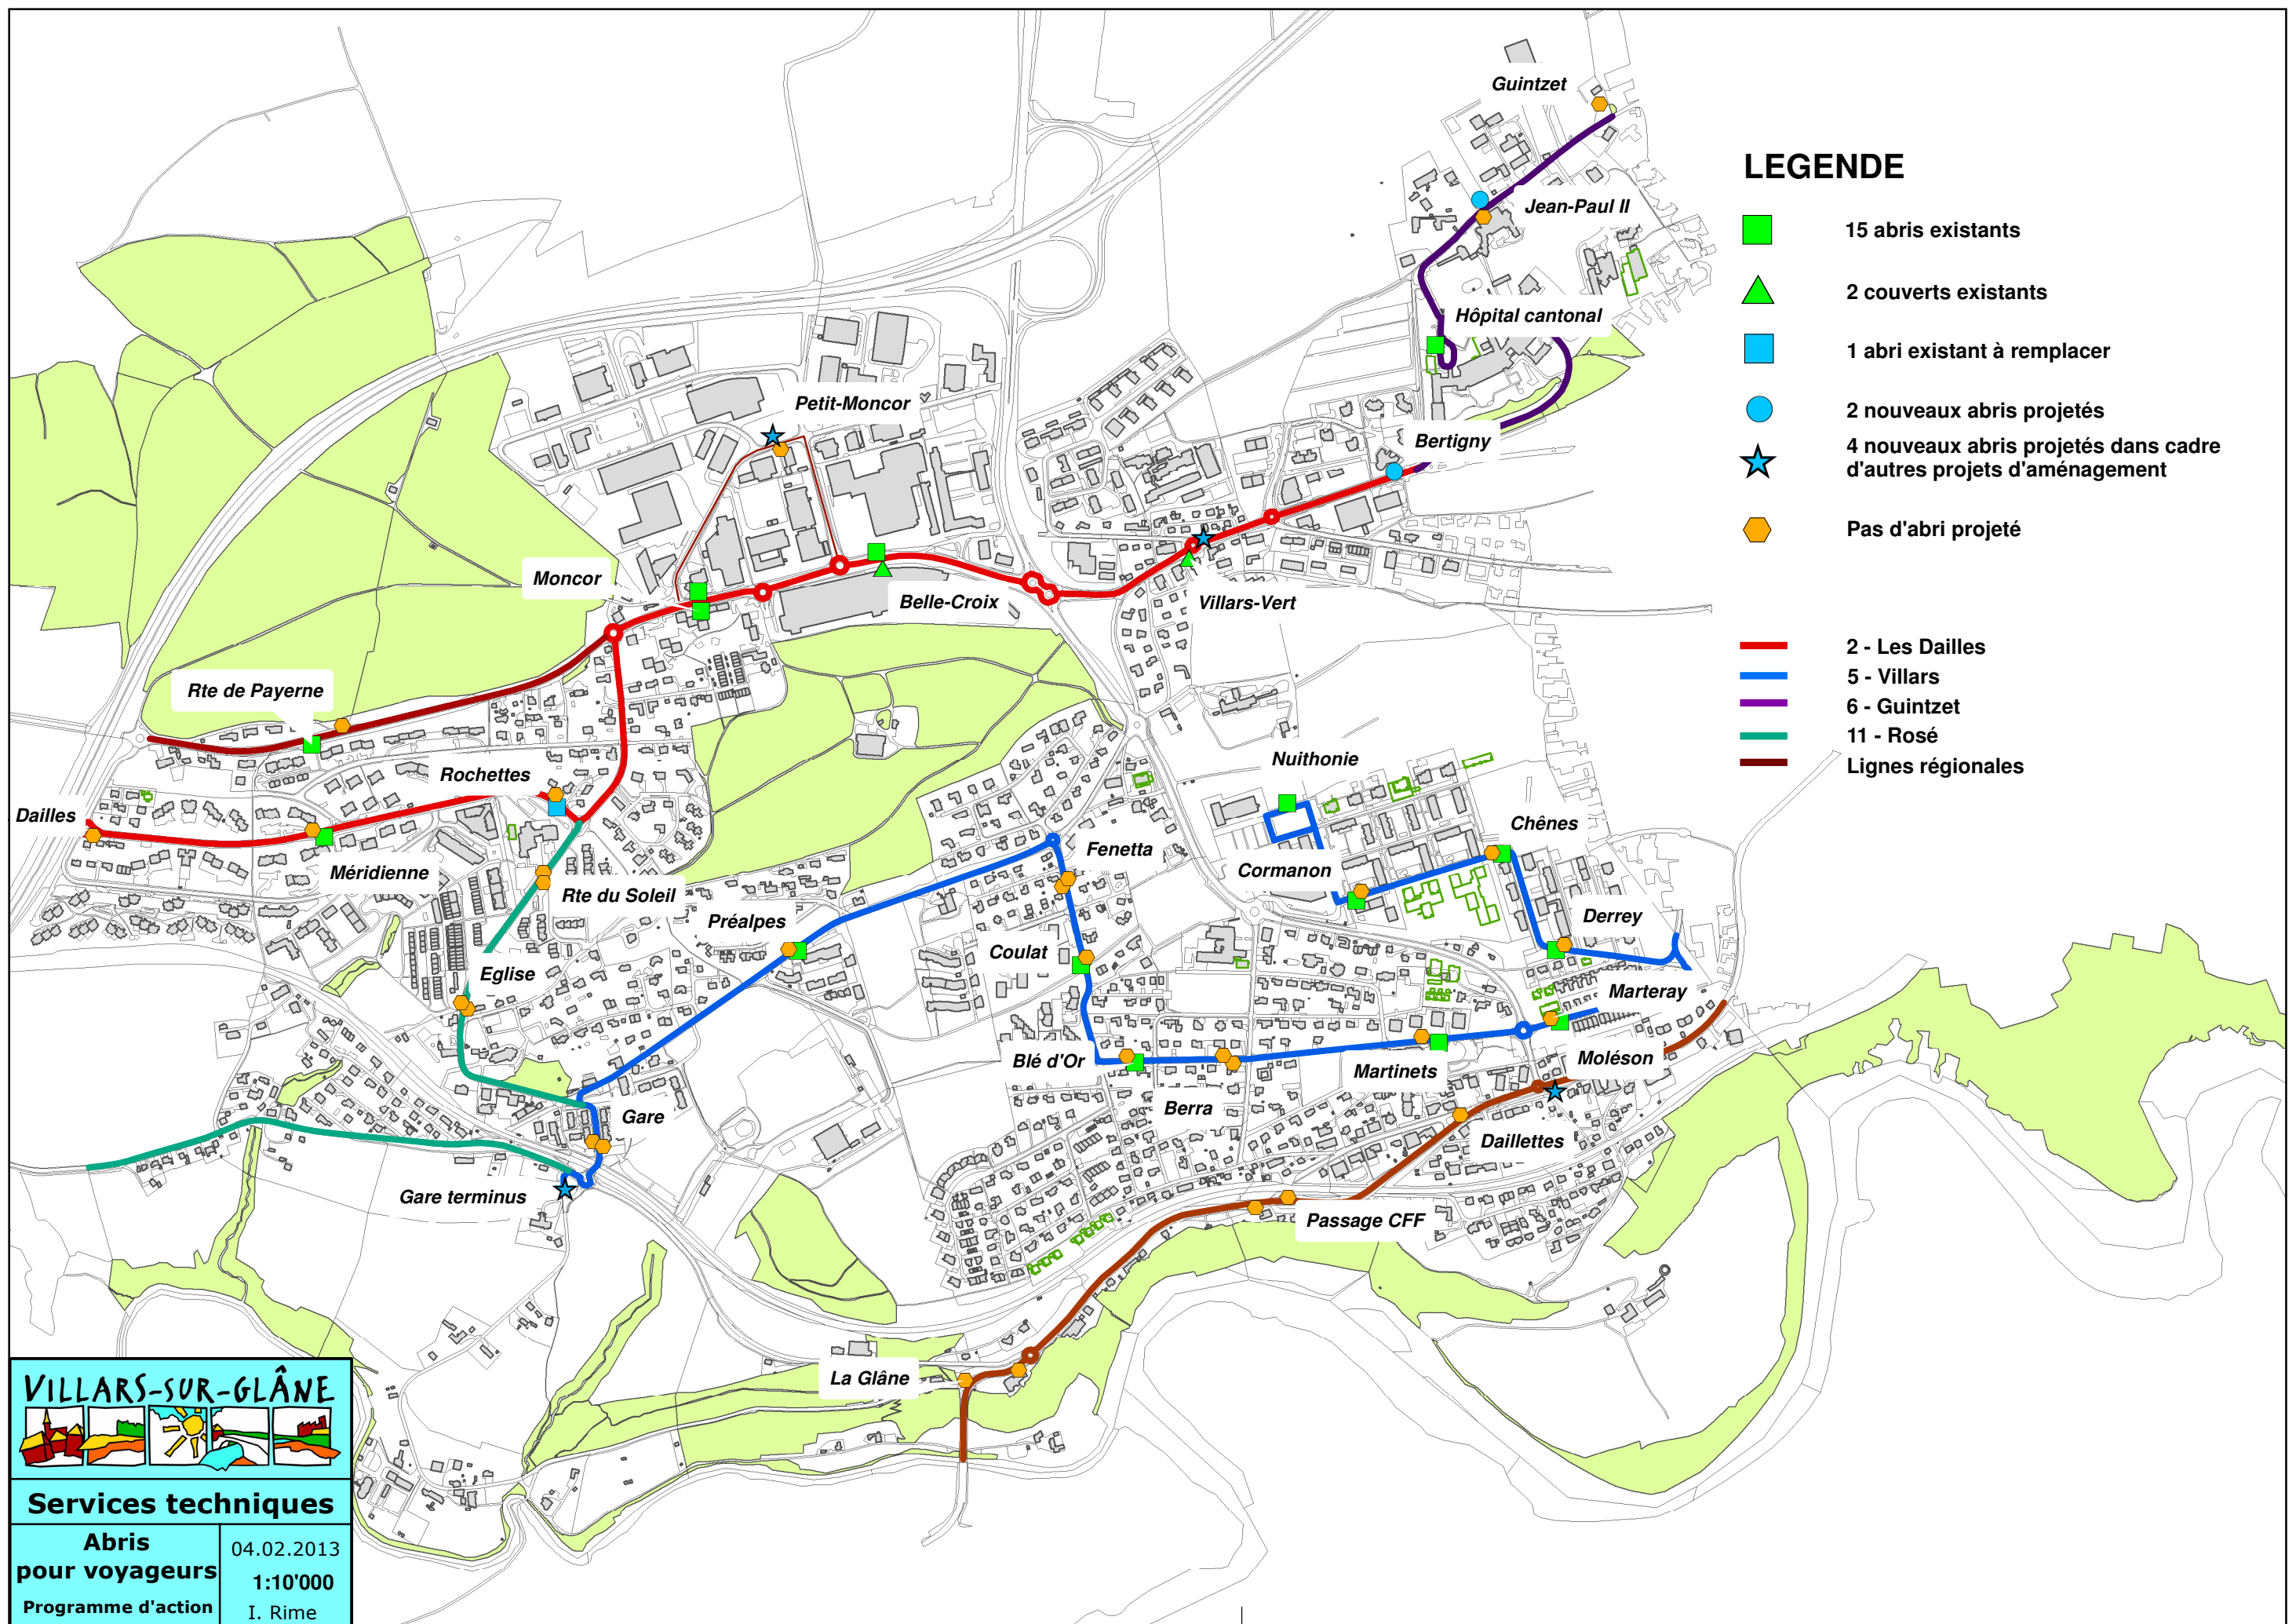 Guintzet
LEGENDE
Jean-Paul II
15 abris existants
2 couverts existants
Hôpital cantonal
1 abri existant à remplacer
Petit-Moncor
2 nouveaux abris projetés
Bertigny
4 nouveaux abris projetés dans cadre
d'autres projets d'aménagement
Pas d'abri projeté
Moncor
Belle-Croix
Villars-Vert
2 - Les Dailles
5 - Villars
6 - Guintzet
11 - Rosé
Lignes régionales
Rte de Payerne
Rochettes
Nuithonie
Dailles
Chênes
Fenetta
Méridienne
Cormanon
Rte du Soleil
Préalpes
Derrey
Coulat
Eglise
Marteray
Blé d'Or
Moléson
Martinets
Berra
Gare
Daillettes
Gare terminus
Passage CFF
La Glâne
VILLARS-SUR-GLÂNE
Services techniques
Abris
pour voyageurs
Programme d'action
04.02.2013
1:10'000
I. Rime